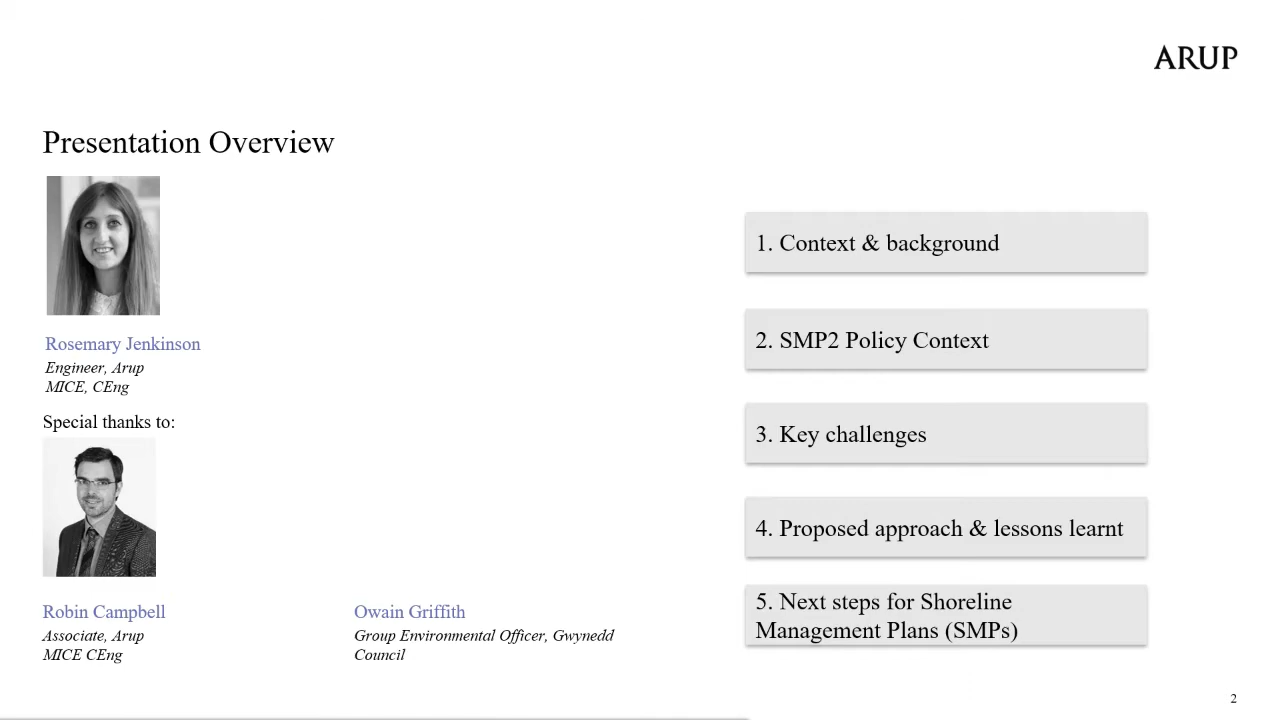 ARUP
Presentation Overview
Rosemary Jenkinson
Engineer, Arup
MICE, CEng
Special thanks to:
Robin Campbell
Associate, Arup
MICE CEng
Owain Griffith
Group Environmental Officer, Gwynedd
Council
1. Context & background
2. SMP2 Policy Context
3. Key challenges
4. Proposed approach & lessons learnt
5. Next steps for Shoreline
Management Plans (SMPs)
2